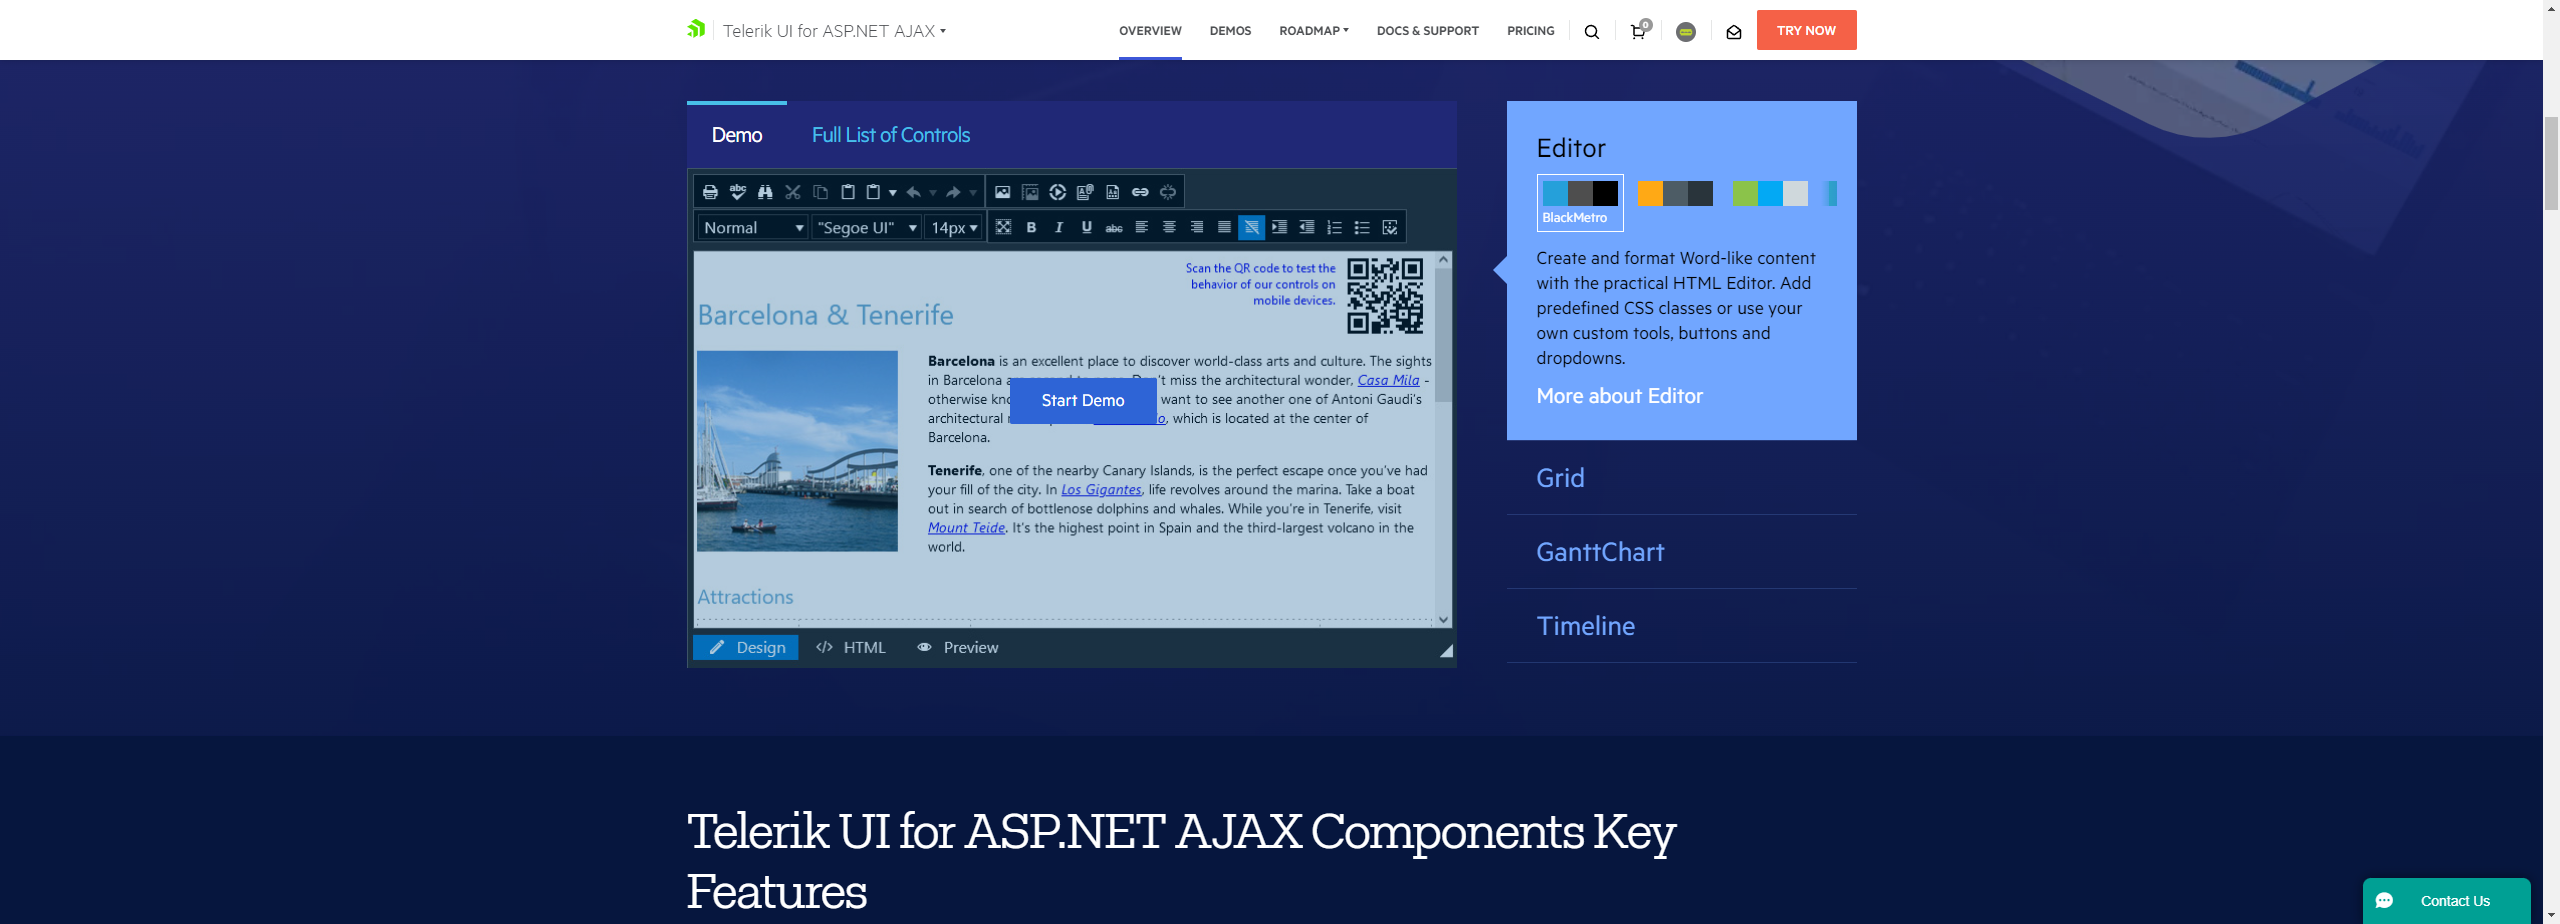 Telerik UI for ASP.NET AJAX
OVERVIEW
DEMOS
ROADMAP
DOCS & SUPPORT
PRICING
0
TRY NOW
Demo
Full List of Controls
abc
Normal
"Segoe UI"
14px
B
I
U
abc
Scan the QR code to test the
behavior of our controls on
mobile devices.
Barcelona & Tenerife
Barcelona is an excellent place to discover world-class arts and culture. The sights
in Barcelona miss the architectural wonder, Casa Mila -
otherwise want to see another one of Antoni Gaudi's
architectural which is located at the center of
Barcelona.
Start Demo
Tenerife, one of the nearby Canary Islands, is the perfect escape once you've had
your fill of the city. In Los Gigantes, life revolves around the marina. Take a boat
out in search of bottlenose dolphins and whales. While you're in Tenerife, visit
Mount Teide. It's the highest point in Spain and the third-largest volcano in the
world.
Attractions
Design
HTML
Preview
Editor
BlackMetro
Create and format Word-like content
with the practical HTML Editor. Add
predefined CSS classes or use your
own custom tools, buttons and
dropdowns.
More about Editor
Grid
GanttChart
Timeline
Telerik UI for ASP.NET AJAX Components Key
Features
Contact Us